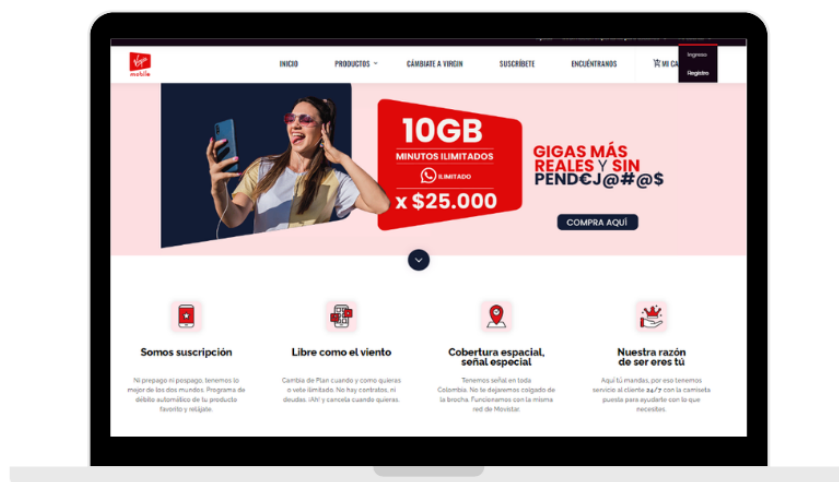 Virgin
mobile
INICIO
PRODUCTOS
CÁMBIATE A VIRGIN
SUSCRÍBETE
ENCUÉNTRANOS
MI CA
Ingreso
Registro
10GB
MINUTOS ILIMITADOS
ILIMITADO
x $25.000
GIGAS MÁS
REALES Y SIN
PEND€J@#@$
COMPRA AQUÍ
Somos suscripción
Ni prepago ni pospago, tenemos lo
mejor de los dos mundos. Programa de
débito automático de tu producto
favorito y relájate.
Libre como el viento
Cambia de Plan cuando y como quieras
o vete ilimitado. No hay contratos, ni
deudas. ¡Ah! y cancela cuando quieras.
Cobertura espacial,
señal especial
Tenemos señal en toda
Colombia. No te dejaremos colgado de
la brocha. Funcionamos con la misma
red de Movistar.
Nuestra razón
de ser eres tú
Aquí tú mandas, por eso tenemos
servicio al cliente 24/7 con la camiseta
puesta para ayudarte con lo que
necesites.